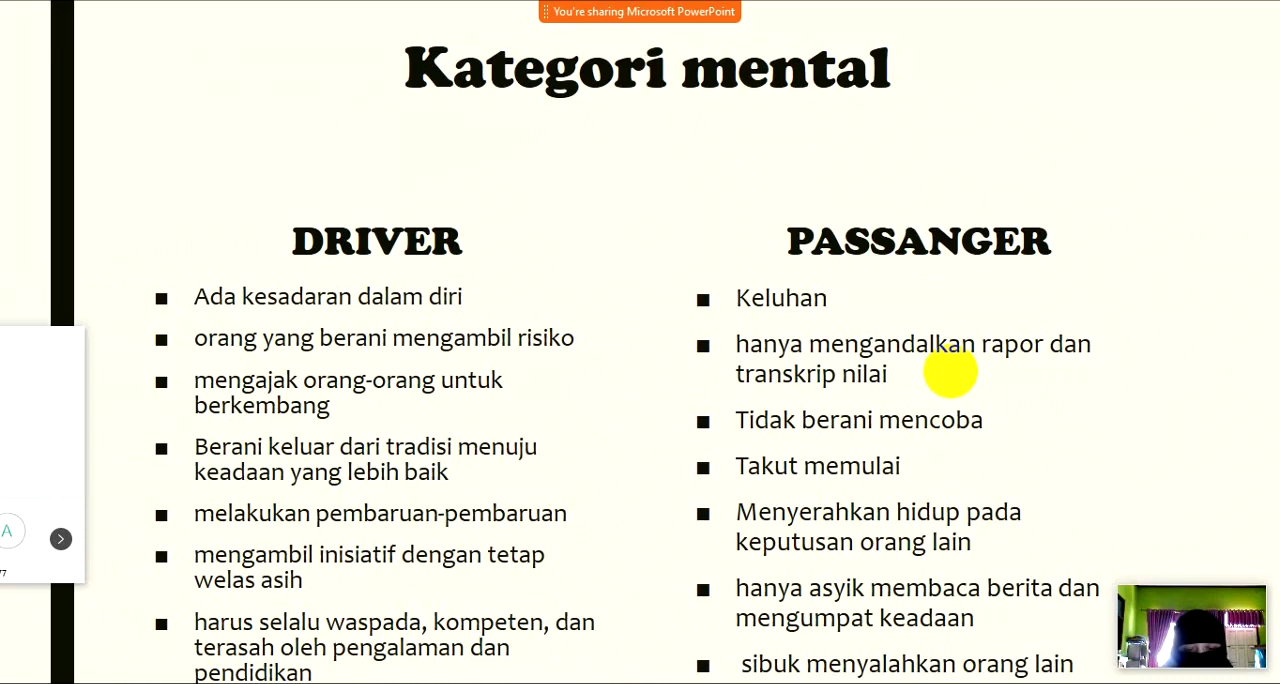 You're sharing Microsoft PowerPoint
Kategori mental
DRIVER
■ Ada kesadaran dalam diri
■ orang yang berani mengambil risiko
■ mengajak orang-orang untuk
berkembang
■ Berani keluar dari tradisi menuju
keadaan yang lebih baik
■ melakukan pembaruan-pembaruan
■ mengambil inisiatif dengan tetap
welas asih
■ harus selalu waspada, kompeten, dan
terasah oleh pengalaman dan
pendidikan
PASSANGER
■ Keluhan
■ hanya mengandalkan rapor dan
transkrip nilai
■ Tidak berani mencoba
■ Takut memulai
■ Menyerahkan hidup pada
keputusan orang lain
■ hanya asyik membaca berita dan
mengumpat keadaan
■ sibuk menyalahkan orang lain
A